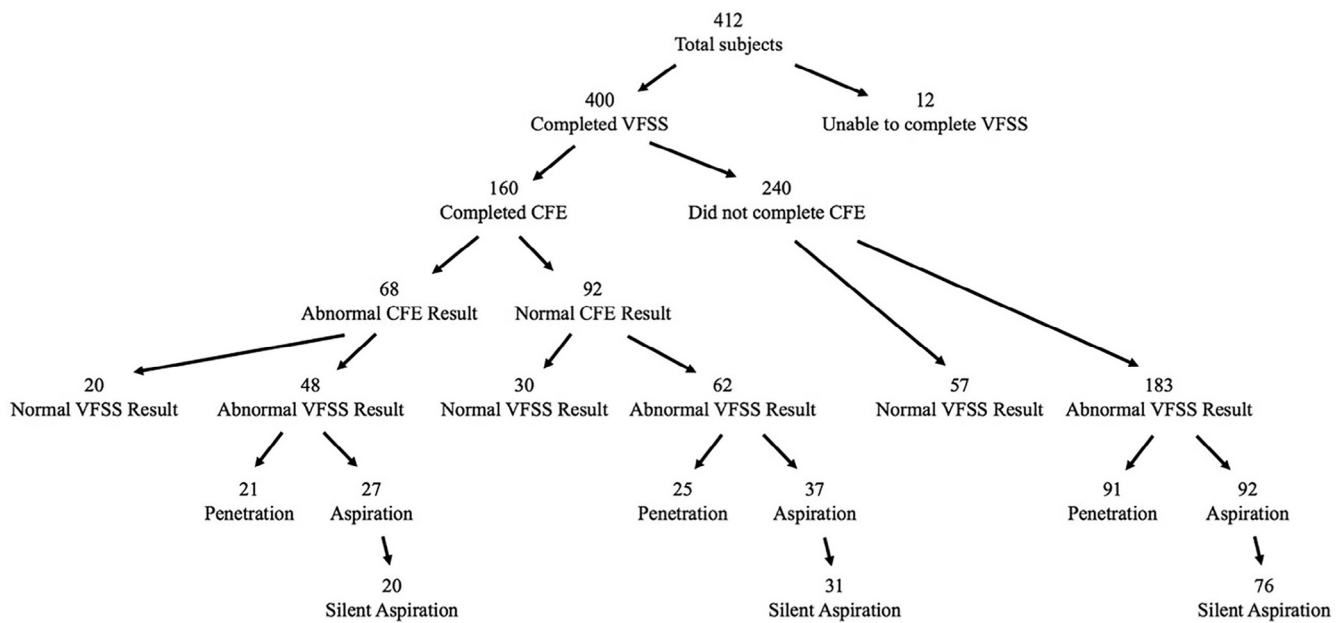 412
Total subjects
400
Completed VFSS
12
Unable to complete VFSS
160
Completed CFE
240
Did not complete CFE
68
Abnormal CFE Result
92
Normal CFE Result
20
Normal VFSS Result
48
Abnormal VFSS Result
30
Normal VFSS Result
62
Abnormal VFSS Result
57
Normal VFSS Result
183
Abnormal VFSS Result
21
Penetration
27
Aspiration
25
Penetration
37
Aspiration
91
Penetration
92
Aspiration
20
Silent Aspiration
31
Silent Aspiration
76
Silent Aspiration